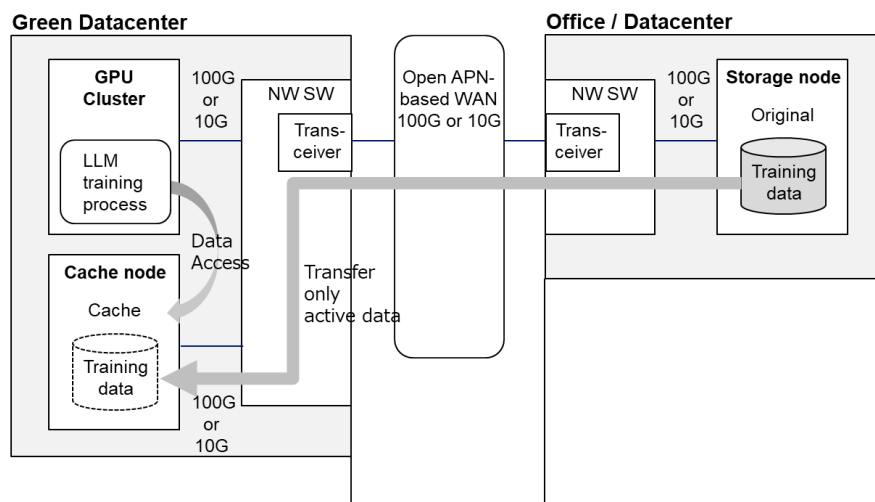 Green Datacenter
GPU
Cluster
LLM
training
process
100G
or
10G
NW SW
Trans-
ceiver
Data
Access
Cache node
Cache
Training
data
100G
or
10G
Transfer
only
active data
Open APN-
based WAN
100G or 10G
Office / Datacenter
NW SW
Trans-
ceiver
100G
or
10G
Storage node
Original
Training
data